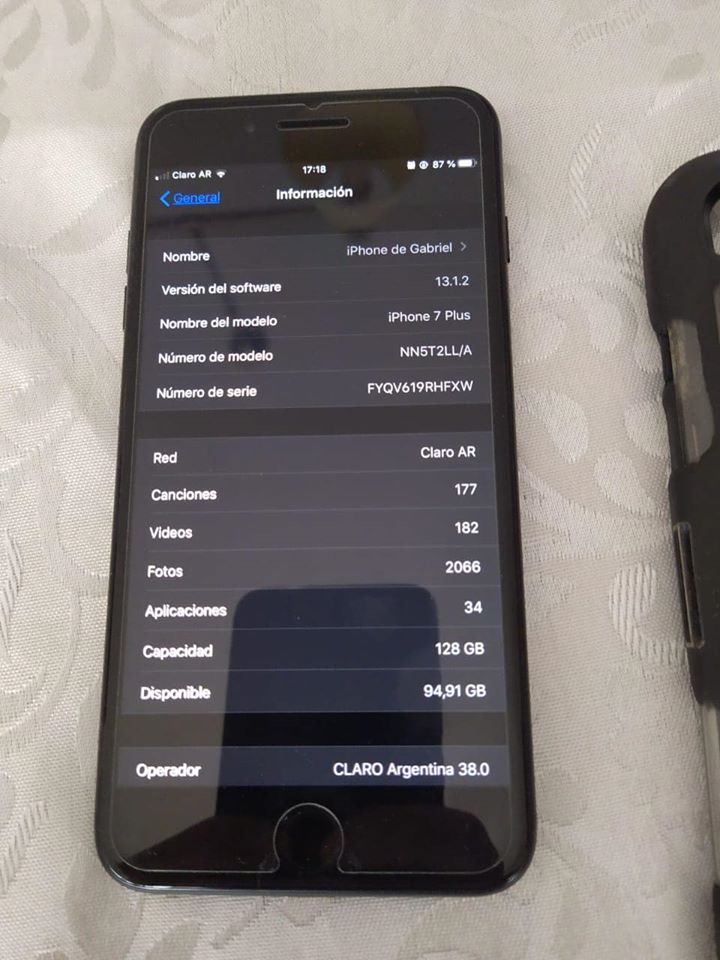 Claro AR 17:18 87 %
General Información
Nombre iPhone de Gabriel
Versión del software 13.1.2
Nombre del modelo iPhone 7 Plus
Número de modelo NN5T2LL/A
Número de serie FYQV619RHFXW
Red Claro AR
Canciones 177
Videos 182
Fotos 2066
Aplicaciones 34
Capacidad 128 GB
Disponible 94,91 GB
Operador CLARO Argentina 38.0